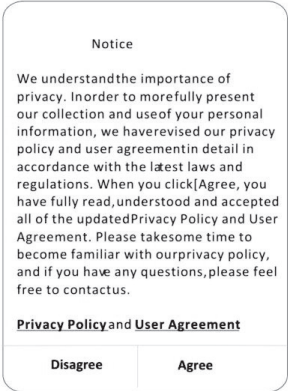 Notice
We understandthe importance of
privacy. Inorder to morefully present
our collection and useof your personal
information, we haverevised our privacy
policy and user agreementin detail in
accordance with the latest laws and
regulations. When you click[Agree, you
have fully read,understood and accepted
all of the updatedPrivacy Policy and User
Agreement. Please takesome time to
become familiar with ourprivacy policy,
and if you have any questions,please feel
free to contactus.
Privacy Policyand User Agreement
Disagree Agree